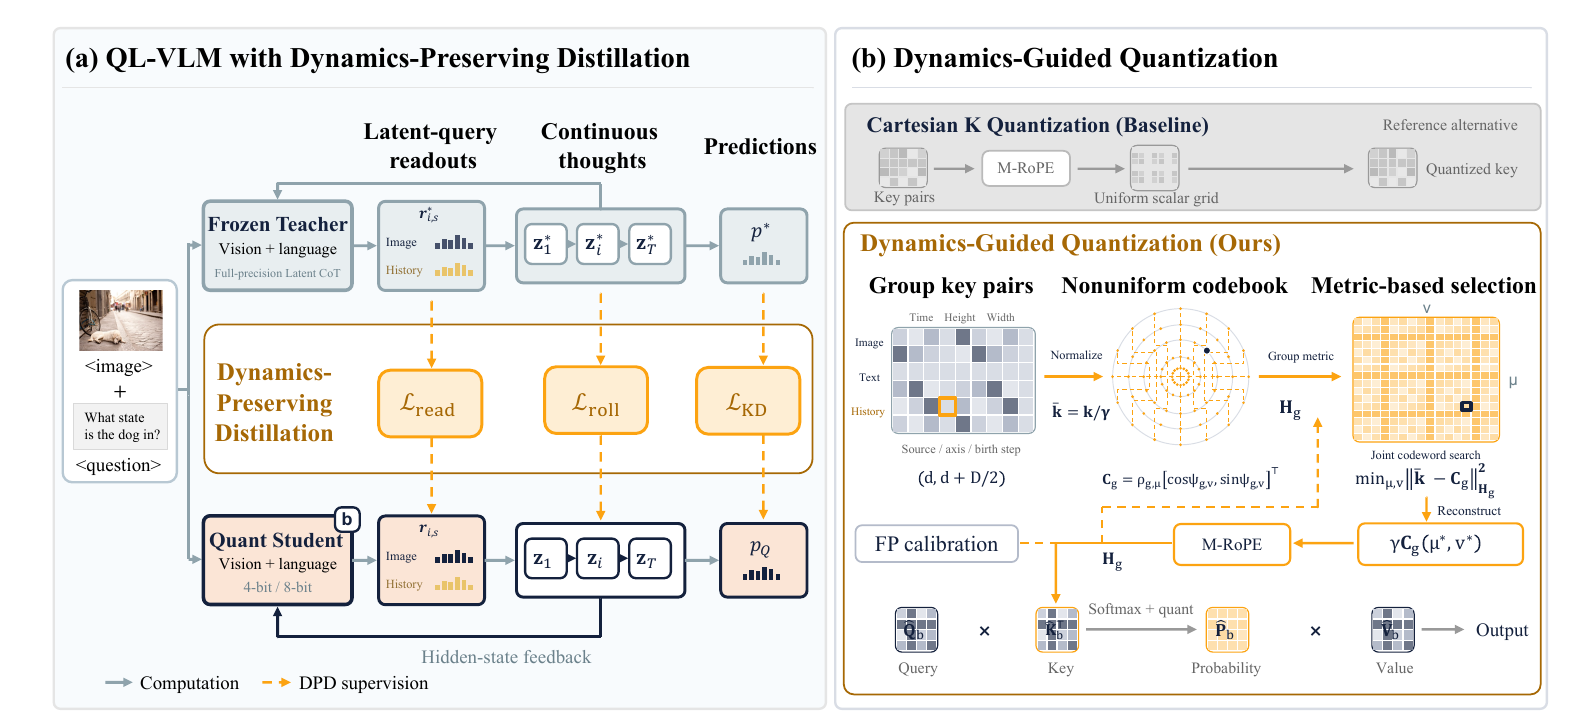 (a) QL-VLM with Dynamics-Preserving Distillation
Latent-query
readouts
Continuous
thoughts
Predictions
Frozen Teacher
Vision + language
Full-precision Latent CoT
r*i,s
Image
History
z*1
z*i
z*T
p*
<image>
+
What state
is the dog in?
<question>
Dynamics-
Preserving
Distillation
ℒread
ℒroll
ℒKD
b
Quant Student
Vision + language
4-bit / 8-bit
ri,s
Image
History
z1
zi
zT
pQ
Hidden-state feedback
Computation
DPD supervision
(b) Dynamics-Guided Quantization
Cartesian K Quantization (Baseline)
Reference alternative
Key pairs
M-RoPE
Uniform scalar grid
Quantized key
Dynamics-Guided Quantization (Ours)
Group key pairs
Nonuniform codebook
Metric-based selection
Time Height Width
Image
Text
History
Source / axis / birth step
(d, d + D/2)
Normalize
k̄ = k/γ
Cg = ρg,μ[cosψg,ν, sinψg,ν]⊤
Group metric
Hg
ν
μ
Joint codeword search
minμ,ν‖k̄ − Cg‖²Hg
Reconstruct
FP calibration
Hg
M-RoPE
γCg(μ*, ν*)
Q̂b
×
K̂b⊤
Softmax + quant
P̂b
×
V̂b
Output
Query
Key
Probability
Value